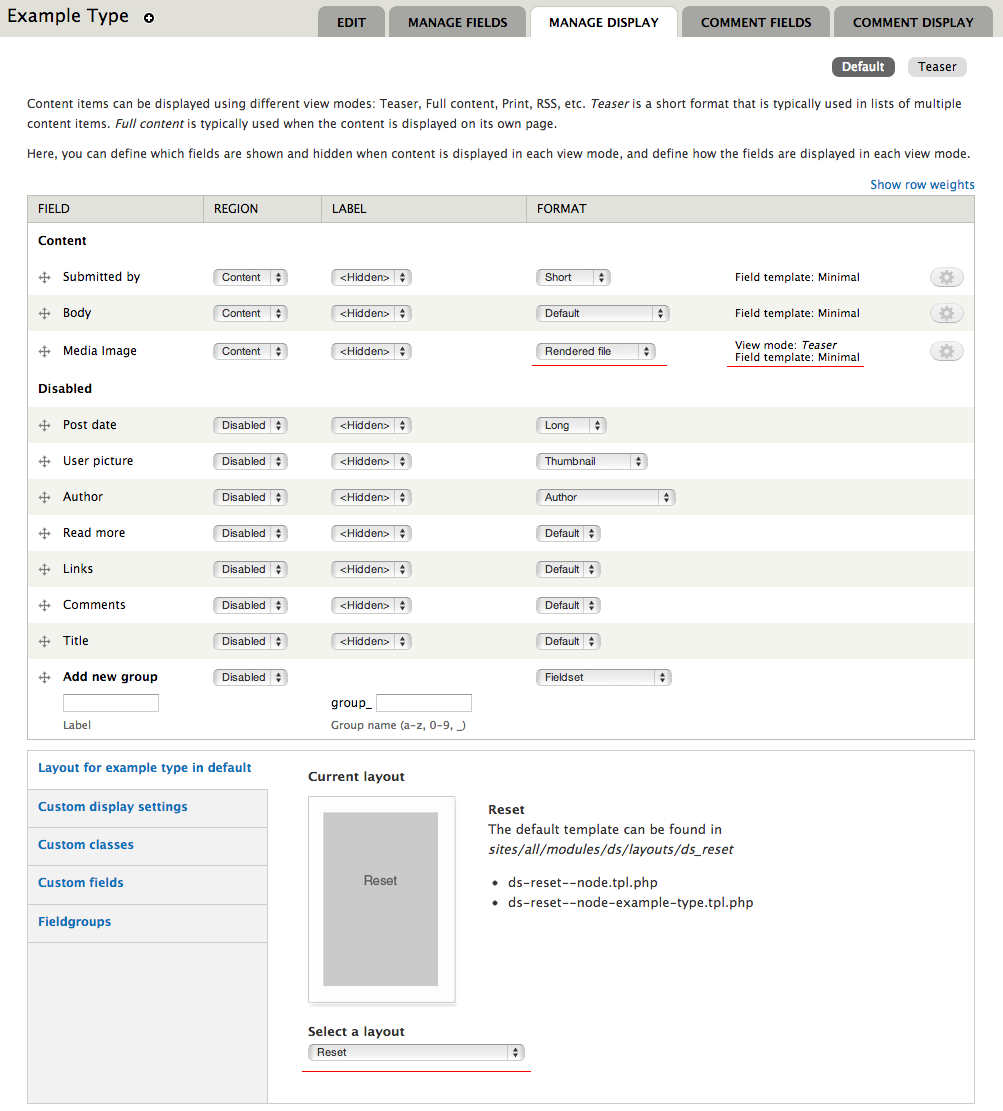 Example Type
EDIT
MANAGE FIELDS
MANAGE DISPLAY
COMMENT FIELDS
COMMENT DISPLAY
Default
Teaser
Content items can be displayed using different view modes: Teaser, Full content, Print, RSS, etc. Teaser is a short format that is typically used in lists of multiple
content items. Full content is typically used when the content is displayed on its own page.
Here, you can define which fields are shown and hidden when content is displayed in each view mode, and define how the fields are displayed in each view mode.
Show row weights
FIELD REGION LABEL FORMAT
Content
Submitted by Content <Hidden> Short Field template: Minimal
Body Content <Hidden> Default Field template: Minimal
Media Image Content <Hidden> Rendered file View mode: Teaser
Field template: Minimal
Disabled
Post date Disabled <Hidden> Long
User picture Disabled <Hidden> Thumbnail
Author Disabled <Hidden> Author
Read more Disabled <Hidden> Default
Links Disabled <Hidden> Default
Comments Disabled <Hidden> Default
Title Disabled <Hidden> Default
Add new group Disabled Fieldset
group_
Label Group name (a-z, 0-9, _)
Layout for example type in default
Custom display settings
Custom classes
Custom fields
Fieldgroups
Current layout
Reset
Reset
The default template can be found in
sites/all/modules/ds/layouts/ds_reset
• ds-reset--node.tpl.php
• ds-reset--node-example-type.tpl.php
Select a layout
Reset